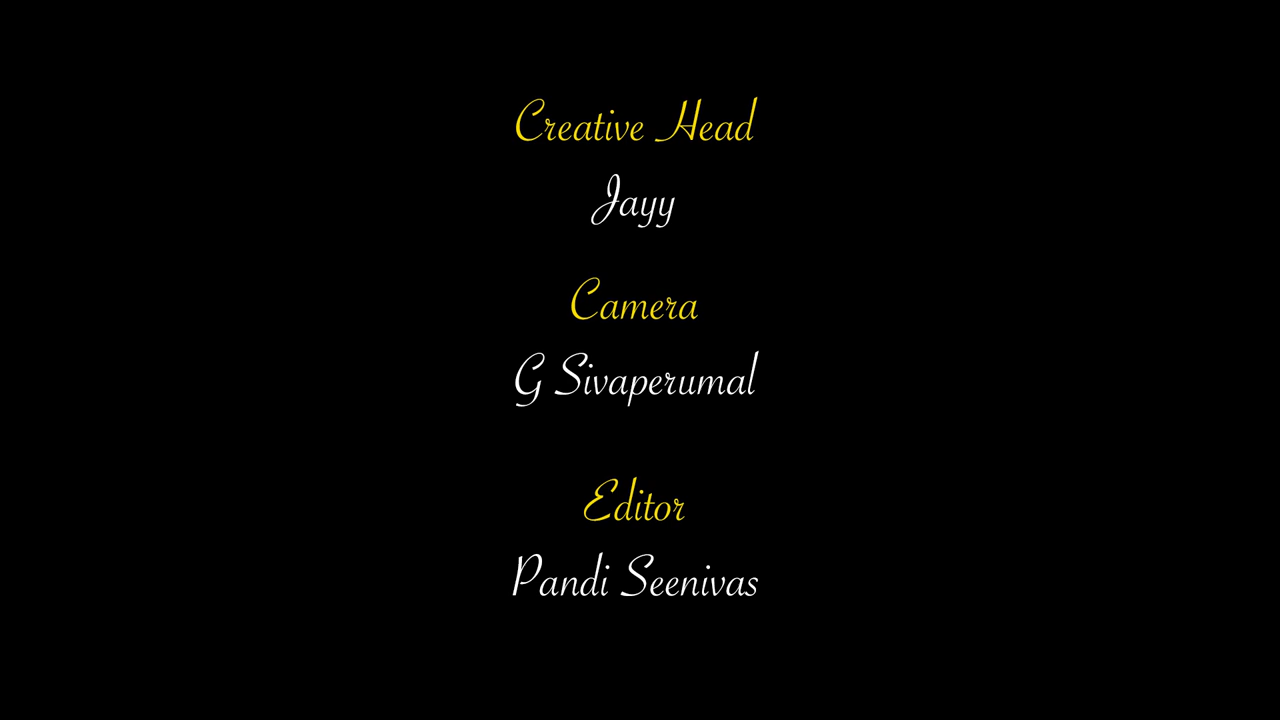 Creative Head
Jayy
Camera
G Sivaperumal
Editor
Pandi Seenivas